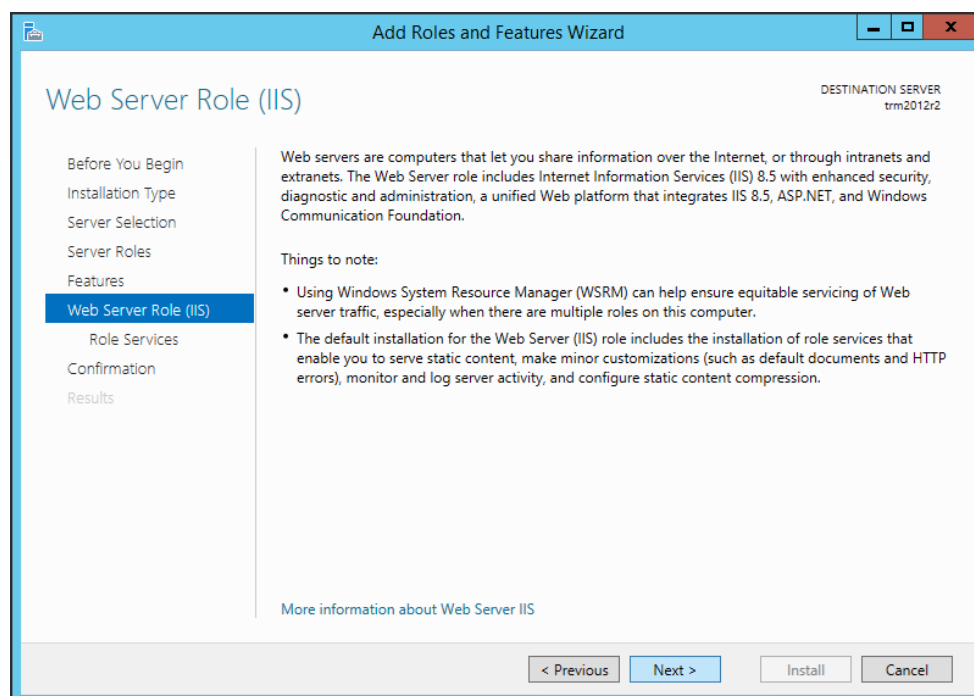 Add Roles and Features Wizard
Web Server Role (IIS)
DESTINATION SERVER
trm2012r2
Before You Begin
Installation Type
Server Selection
Server Roles
Features
Web Server Role (IIS)
Role Services
Confirmation
Results
Web servers are computers that let you share information over the Internet, or through intranets and
extranets. The Web Server role includes Internet Information Services (IIS) 8.5 with enhanced security,
diagnostic and administration, a unified Web platform that integrates IIS 8.5, ASP.NET, and Windows
Communication Foundation.
Things to note:
• Using Windows System Resource Manager (WSRM) can help ensure equitable servicing of Web
server traffic, especially when there are multiple roles on this computer.
• The default installation for the Web Server (IIS) role includes the installation of role services that
enable you to serve static content, make minor customizations (such as default documents and HTTP
errors), monitor and log server activity, and configure static content compression.
More information about Web Server IIS
< Previous
Next >
Install
Cancel